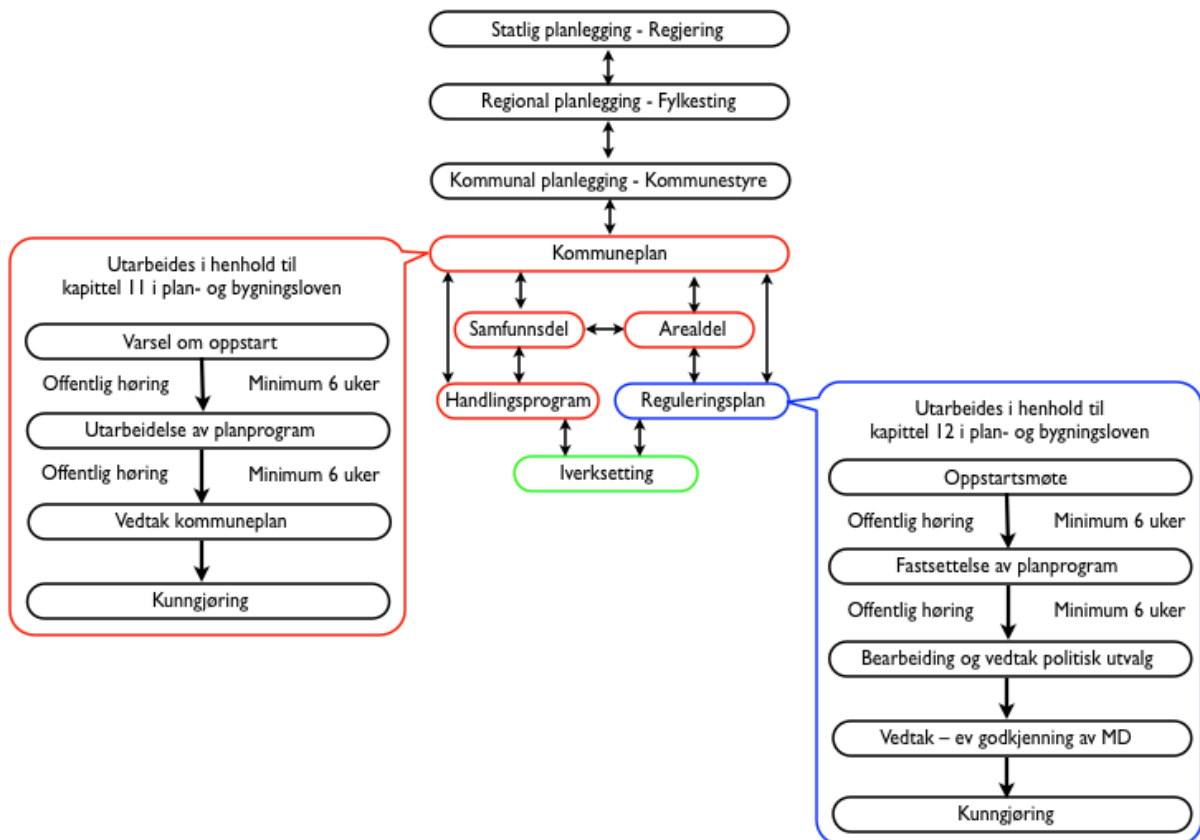 Statlig planlegging - Regjering
Regional planlegging - Fylkesting
Kommunal planlegging - Kommunestyre
Kommuneplan
Samfunnsdel
Arealdel
Handlingsprogram
Reguleringsplan
Iverksetting
Utarbeides i henhold til
kapittel 11 i plan- og bygningsloven
Varsel om oppstart
Offentlig høring Minimum 6 uker
Utarbeidelse av planprogram
Offentlig høring Minimum 6 uker
Vedtak kommuneplan
Kunngjøring
Utarbeides i henhold til
kapittel 12 i plan- og bygningsloven
Oppstartsmøte
Offentlig høring Minimum 6 uker
Fastsettelse av planprogram
Offentlig høring Minimum 6 uker
Bearbeiding og vedtak politisk utvalg
Vedtak – ev godkjenning av MD
Kunngjøring